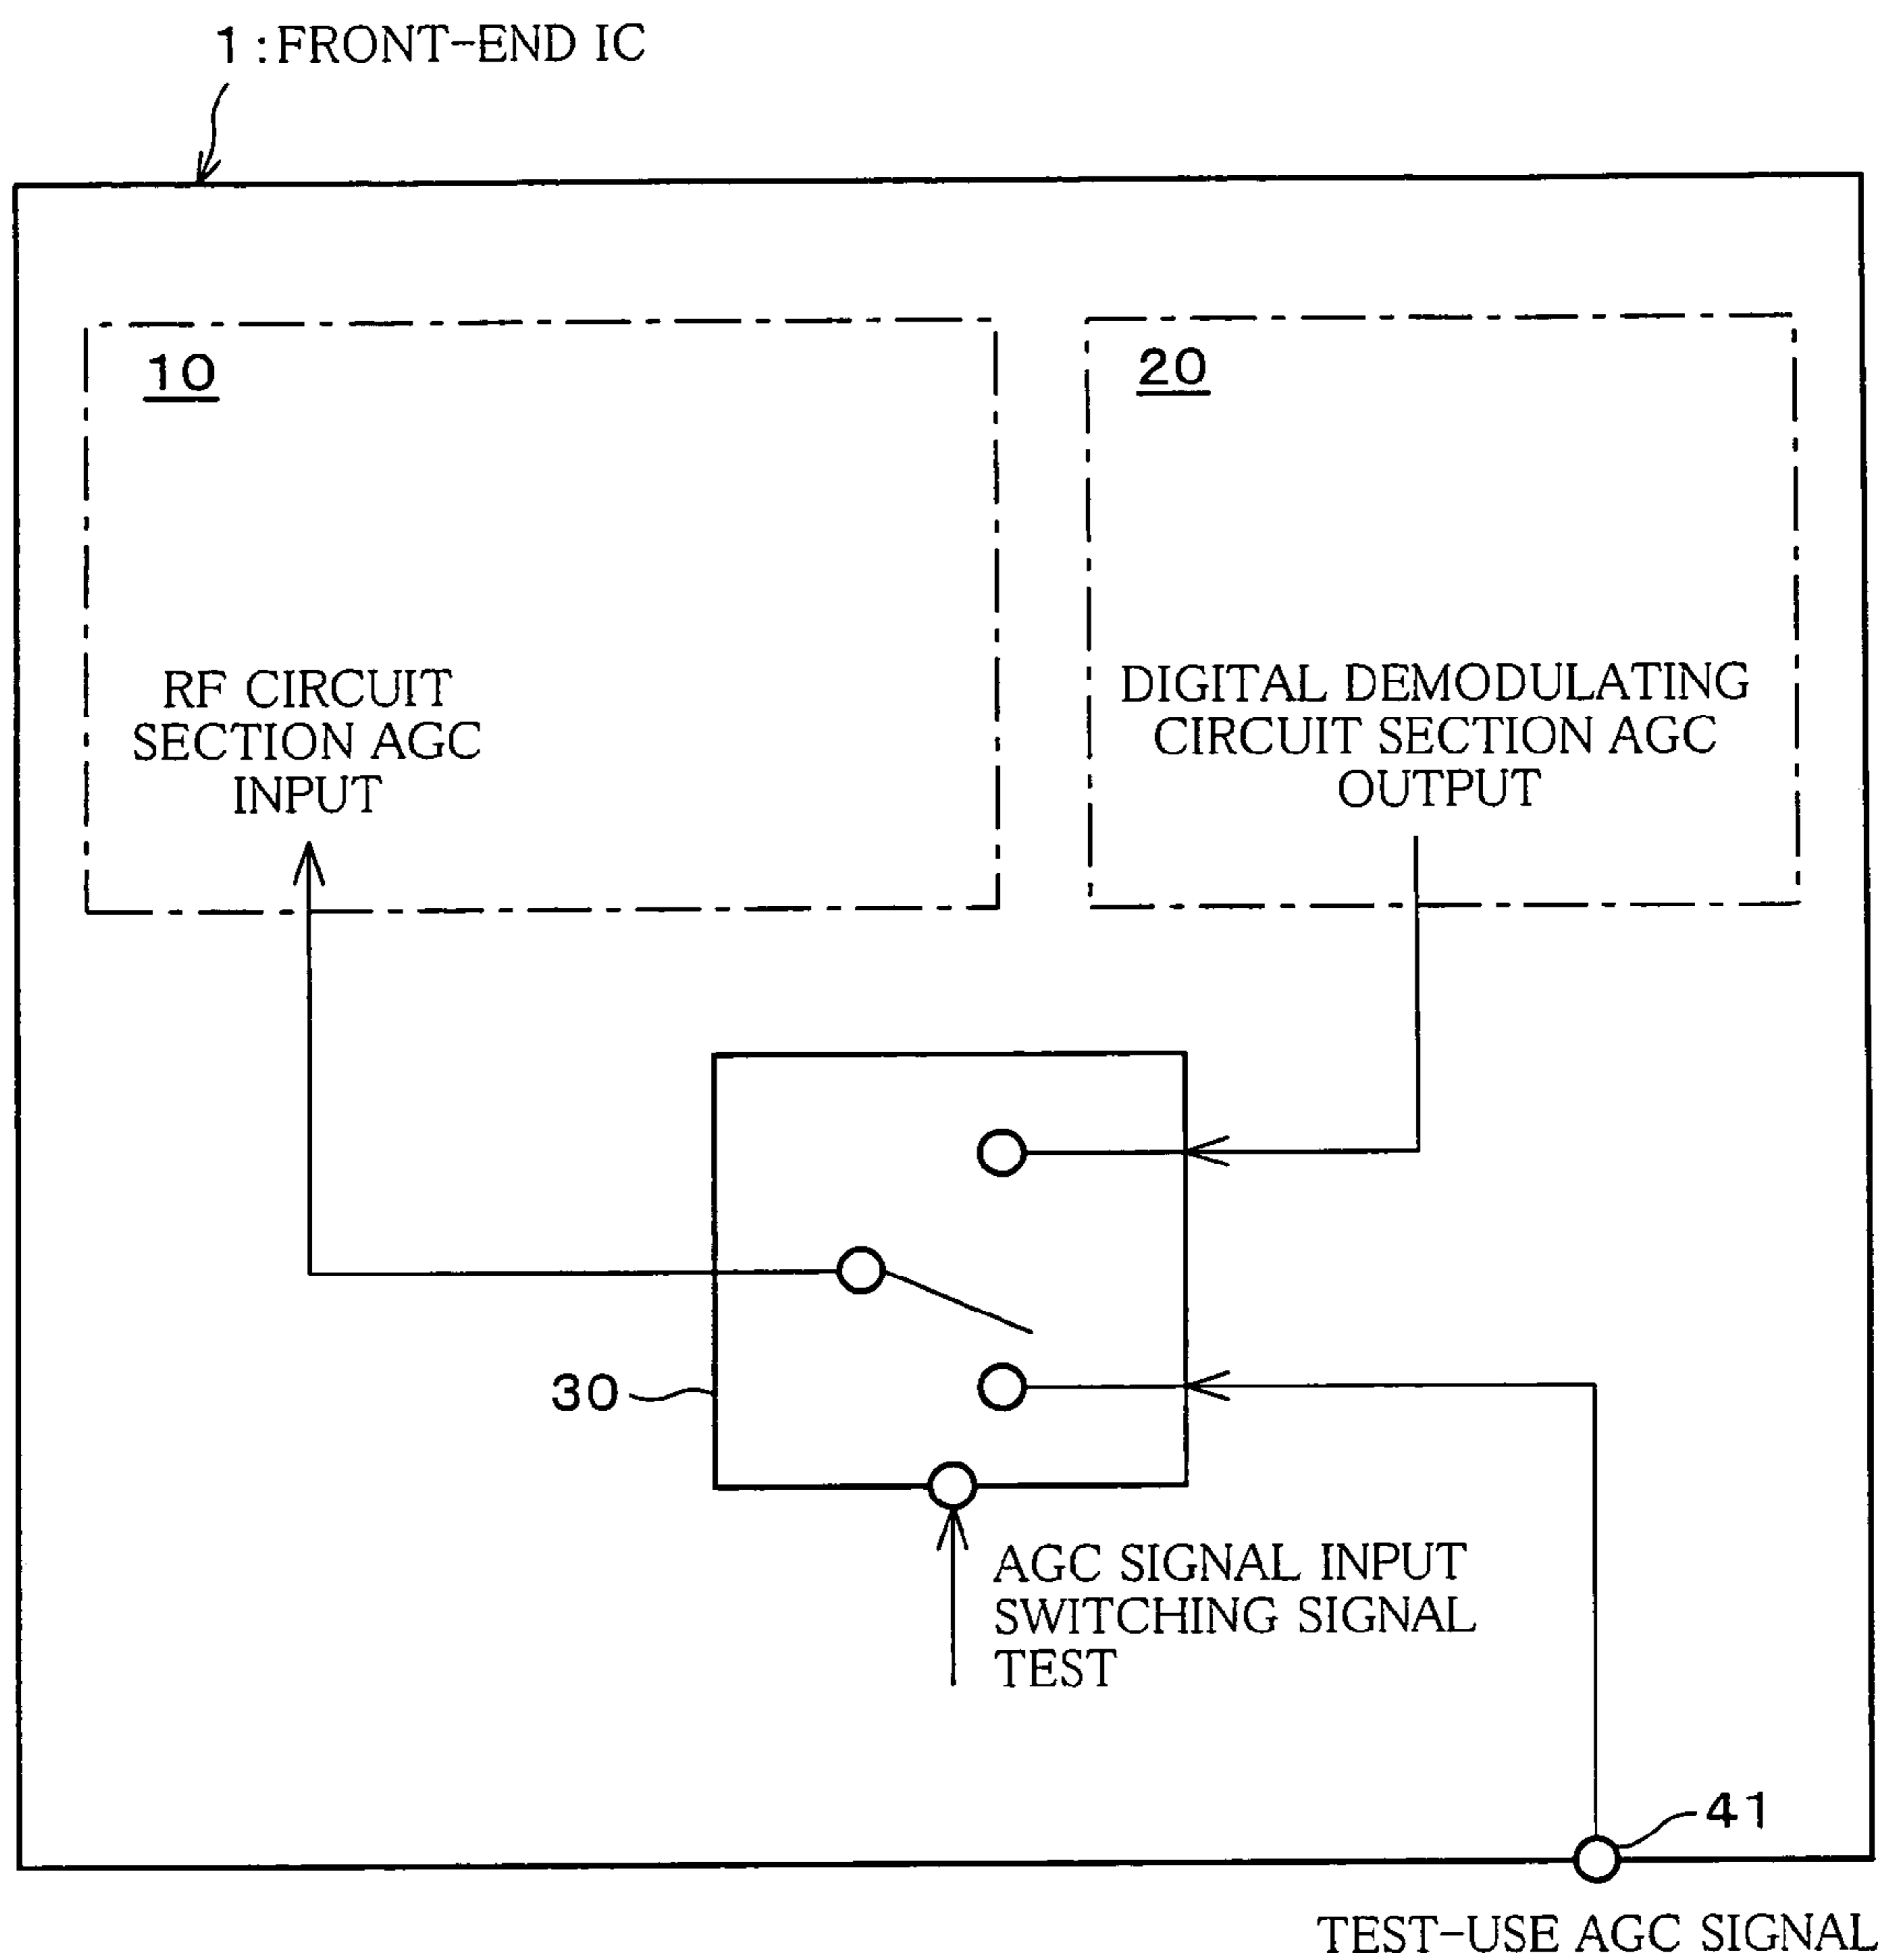 1 : FRONT-END IC
10
20
RF CIRCUIT
SECTION AGC
INPUT
DIGITAL DEMODULATING
CIRCUIT SECTION AGC
OUTPUT
30
AGC SIGNAL INPUT
SWITCHING SIGNAL
TEST
41
TEST-USE AGC SIGNAL